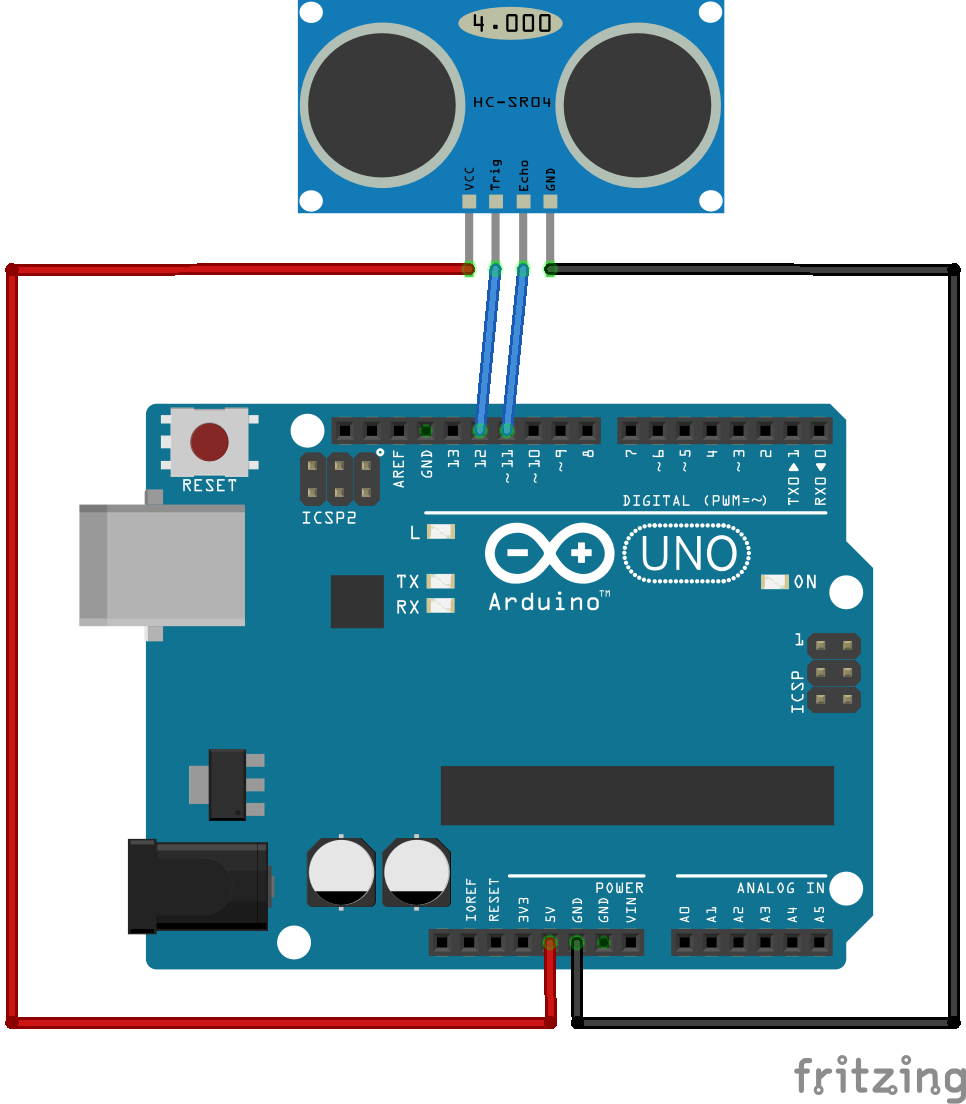 4.000
HC-SR04
VCC
Trig
Echo
GND
RESET
ICSP2
AREF
GND
13
12
~11
~10
~9
8
7
~6
~5
4
~3
2
TX0▶1
RX0◀0
DIGITAL (PWM=~)
L
TX
RX
Arduino™
UNO
ON
1
ICSP
POWER
ANALOG IN
IOREF
RESET
3V3
5V
GND
GND
VIN
A0
A1
A2
A3
A4
A5
fritzing